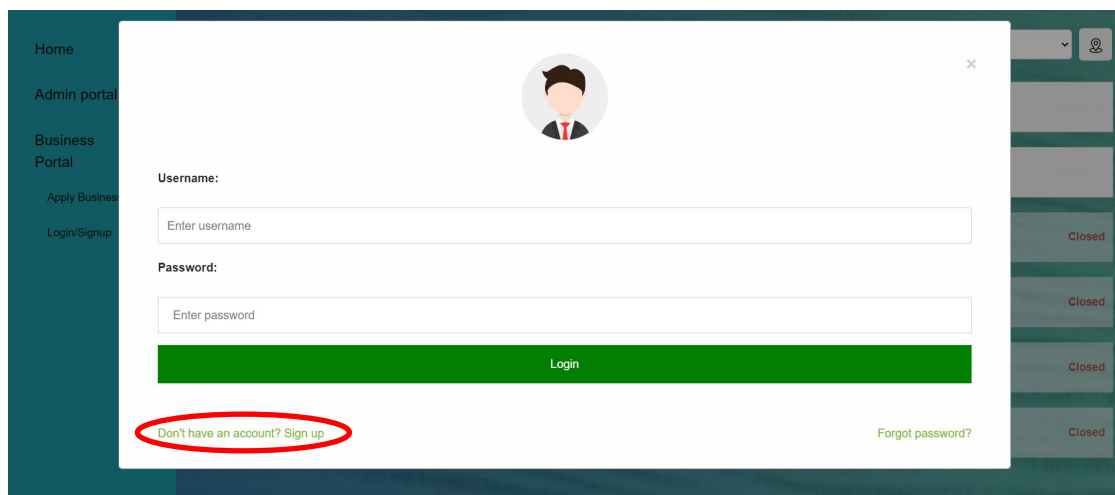 Home
Admin portal
Business
Portal
Apply Busines
Login/Signup
×
Username:
Enter username
Password:
Enter password
Login
Don't have an account? Sign up
Forgot password?
Closed
Closed
Closed
Closed